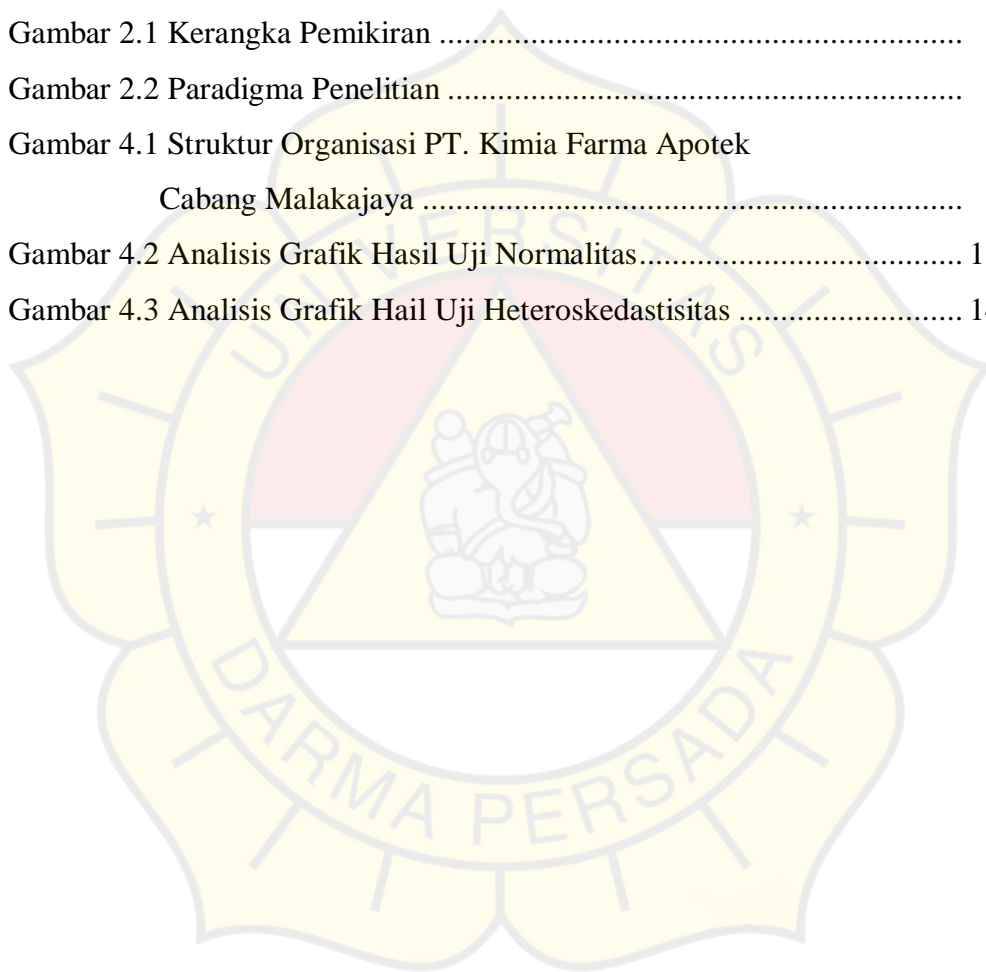 Gambar 2.1 Kerangka Pemikiran ..................................................................
Gambar 2.2 Paradigma Penelitian .................................................................
Gambar 4.1 Struktur Organisasi PT. Kimia Farma Apotek
Cabang Malakajaya ....................................................................
Gambar 4.2 Analisis Grafik Hasil Uji Normalitas......................................... 1
Gambar 4.3 Analisis Grafik Hail Uji Heteroskedastisitas ............................ 1
UNIVERSITAS
DARMA PERSADA